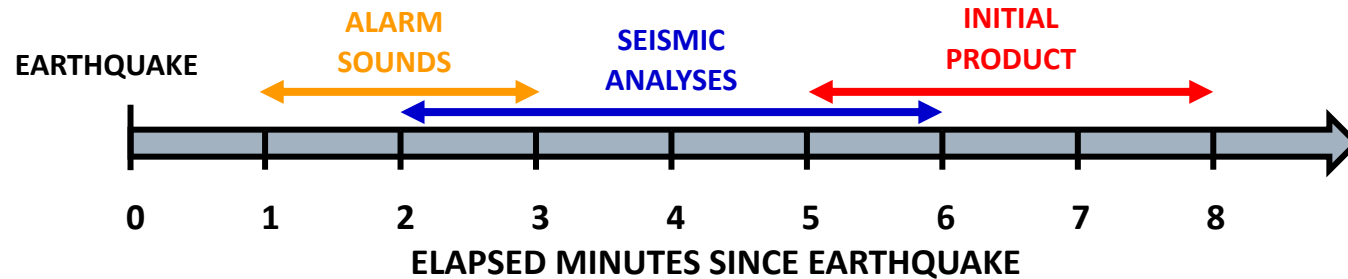 EARTHQUAKE
ALARM
SOUNDS
SEISMIC
ANALYSES
INITIAL
PRODUCT
0 1 2 3 4 5 6 7 8
ELAPSED MINUTES SINCE EARTHQUAKE